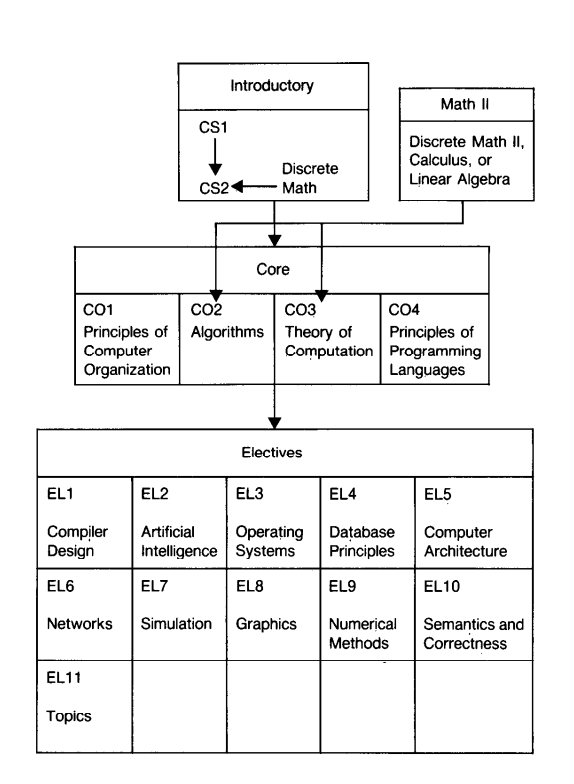 Introductory
CS1
CS2
Discrete
Math
Math II
Discrete Math II,
Calculus, or
Linear Algebra
Core
CO1
Principles of
Computer
Organization
CO2
Algorithms
CO3
Theory of
Computation
CO4
Principles of
Programming
Languages
Electives
EL1
Compiler
Design
EL2
Artificial
Intelligence
EL3
Operating
Systems
EL4
Database
Principles
EL5
Computer
Architecture
EL6
Networks
EL7
Simulation
EL8
Graphics
EL9
Numerical
Methods
EL10
Semantics and
Correctness
EL11
Topics